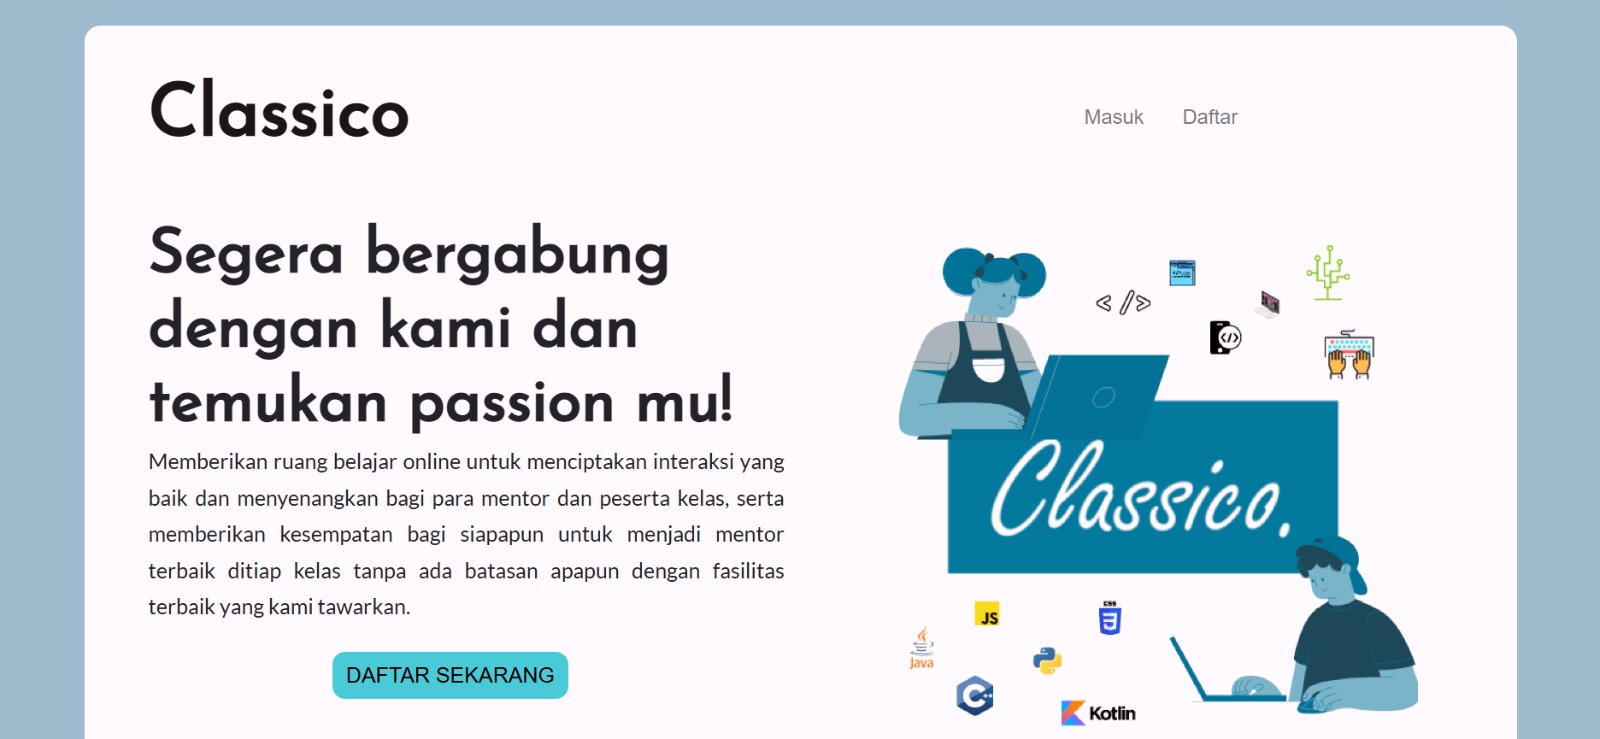 Classico
Masuk Daftar
Segera bergabung
dengan kami dan
temukan passion mu!
Memberikan ruang belajar online untuk menciptakan interaksi yang
baik dan menyenangkan bagi para mentor dan peserta kelas, serta
memberikan kesempatan bagi siapapun untuk menjadi mentor
terbaik ditiap kelas tanpa ada batasan apapun dengan fasilitas
terbaik yang kami tawarkan.
DAFTAR SEKARANG
</>
</>
Classico.
JS
CSS
3
Java
C++
Kotlin